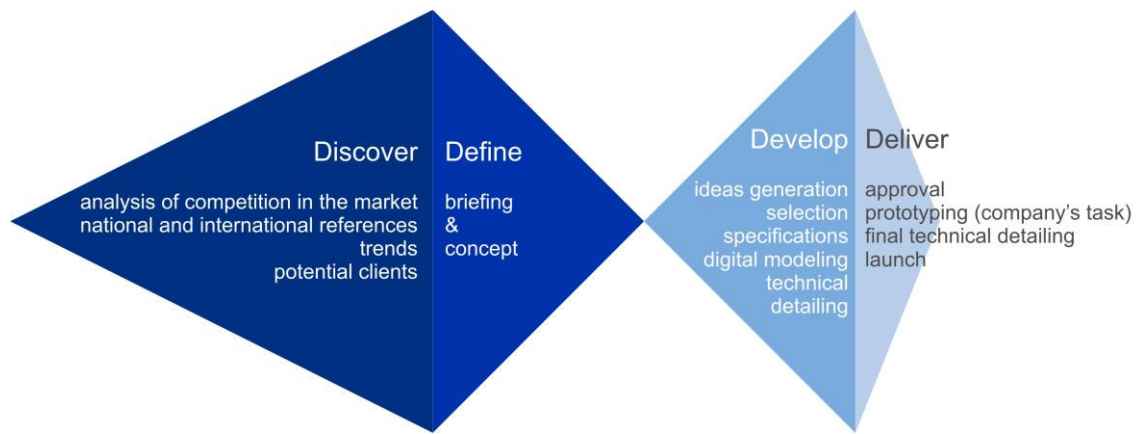 Discover
analysis of competition in the market
national and international references
trends
potential clients
Define
briefing
&
concept
Develop
ideas generation
selection
specifications
digital modeling
technical
detailing
Deliver
approval
prototyping (company's task)
final technical detailing
launch